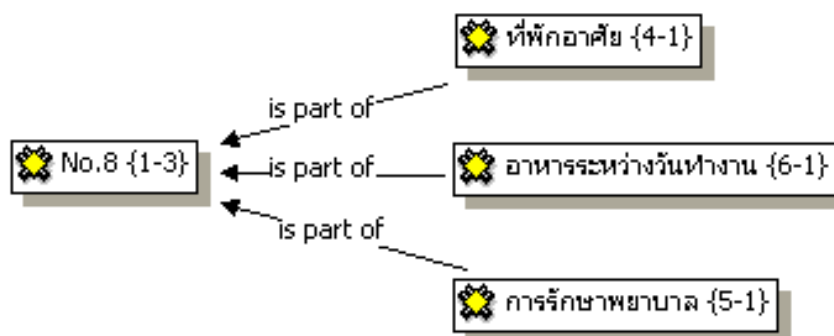 ที่พักอาศัย {4-1}
is part of
No.8 {1-3}
is part of
อาหารระหว่างวันทำงาน {6-1}
is part of
การรักษาพยาบาล {5-1}